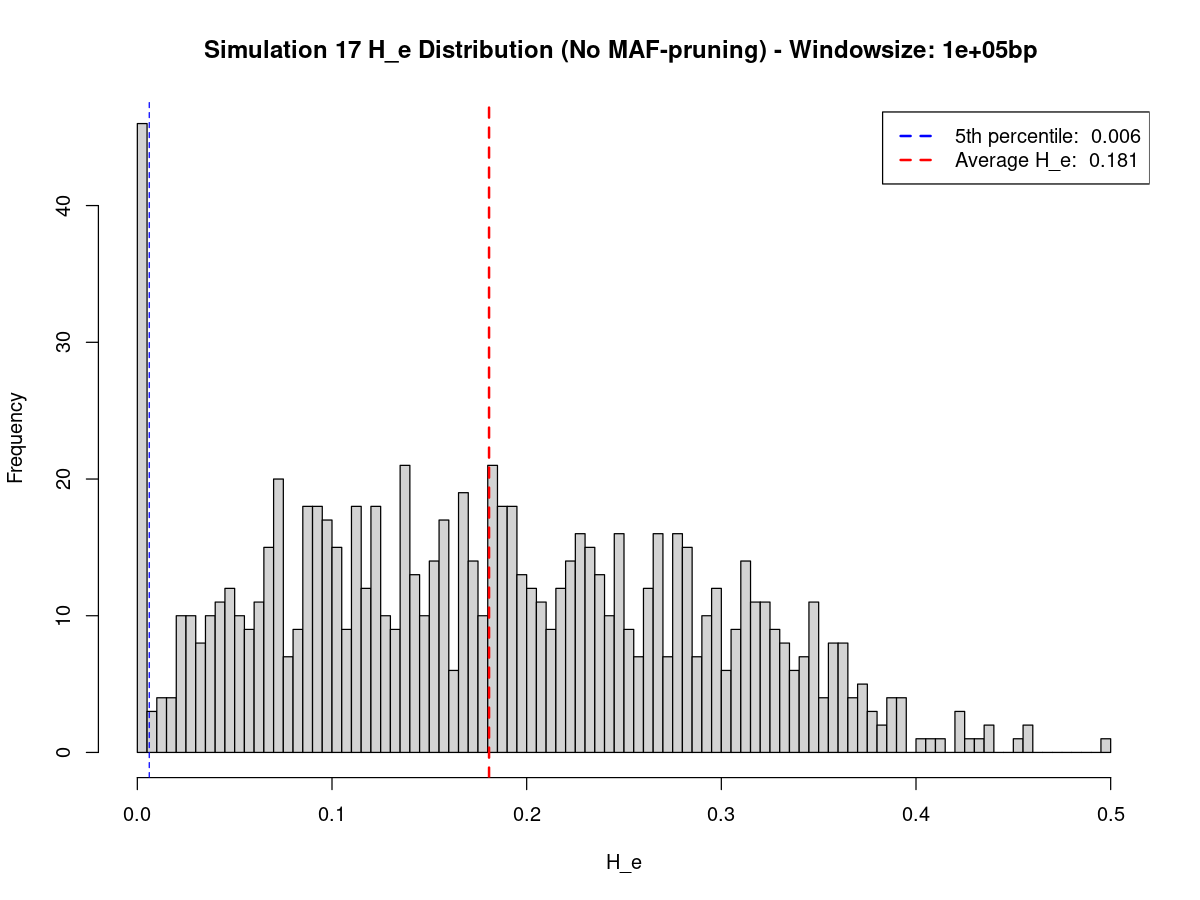 Simulation 17 H_e Distribution (No MAF-pruning) - Windowsize: 1e+05bp
5th percentile: 0.006
Average H_e: 0.181
Frequency
40
30
20
10
0
0.0 0.1 0.2 0.3 0.4 0.5
H_e